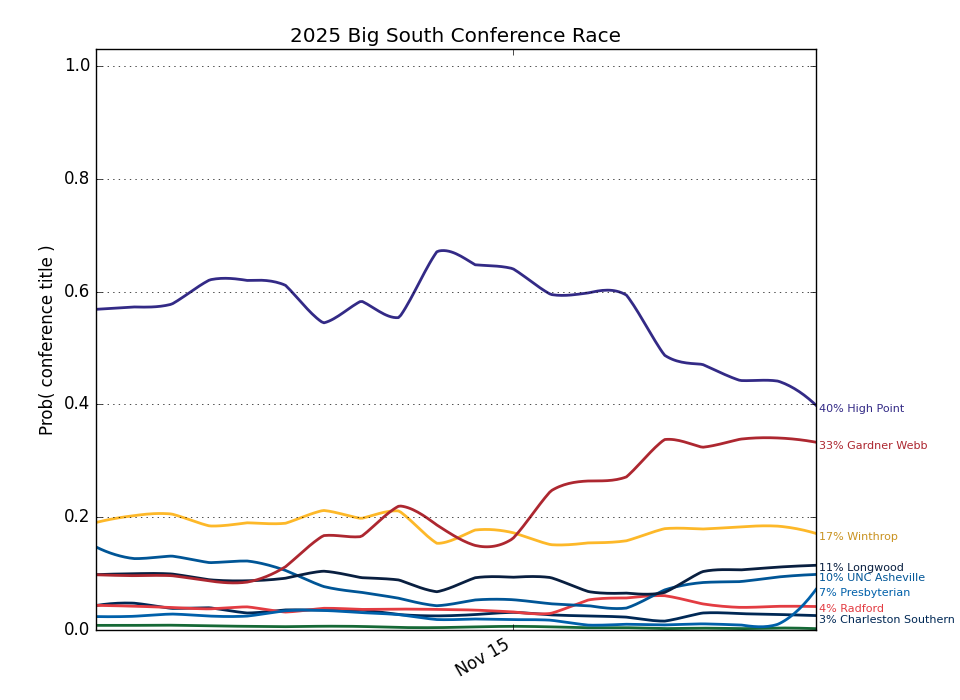 2025 Big South Conference Race
Prob( conference title )
1.0
0.8
0.6
0.4
0.2
0.0
Nov 15
40% High Point
33% Gardner Webb
17% Winthrop
11% Longwood
10% UNC Asheville
7% Presbyterian
4% Radford
3% Charleston Southern